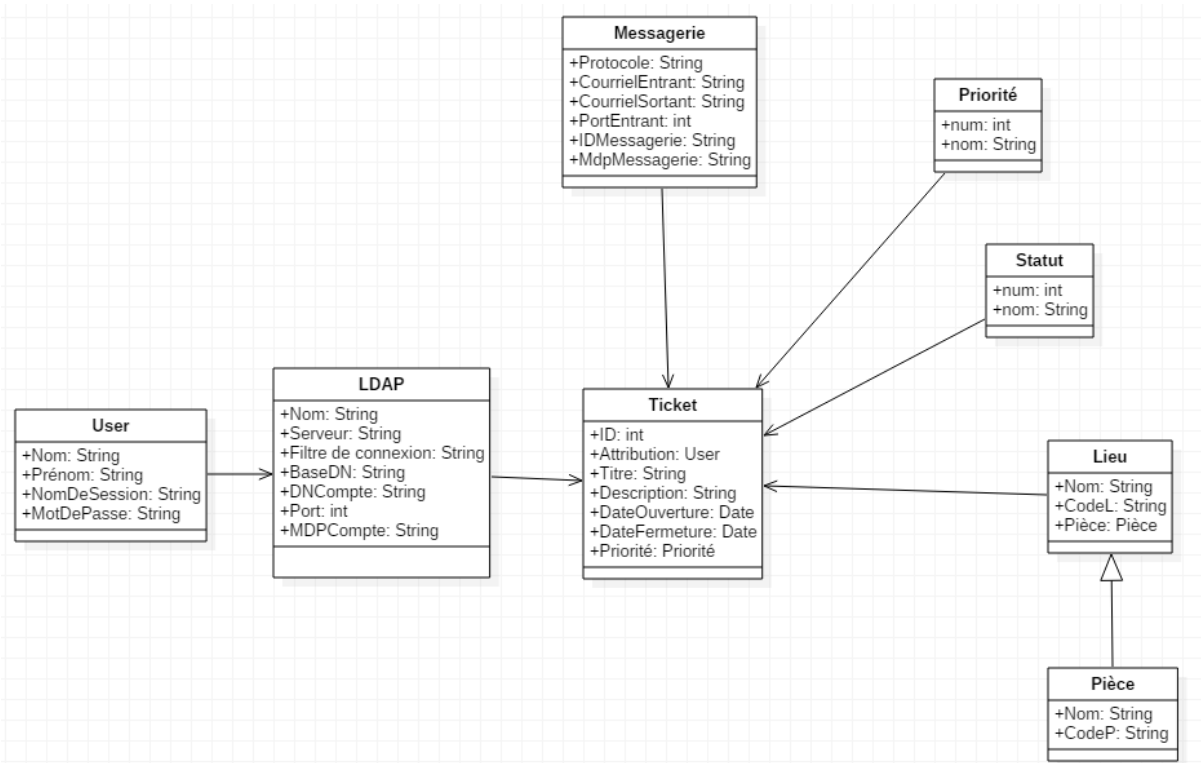 Messagerie
+Protocole: String
+CourrielEntrant: String
+CourrielSortant: String
+PortEntrant: int
+IDMessagerie: String
+MdpMessagerie: String
Priorité
+num: int
+nom: String
Statut
+num: int
+nom: String
User
+Nom: String
+Prénom: String
+NomDeSession: String
+MotDePasse: String
LDAP
+Nom: String
+Serveur: String
+Filtre de connexion: String
+BaseDN: String
+DNCompte: String
+Port: int
+MDPCompte: String
Ticket
+ID: int
+Attribution: User
+Titre: String
+Description: String
+DateOuverture: Date
+DateFermeture: Date
+Priorité: Priorité
Lieu
+Nom: String
+CodeL: String
+Pièce: Pièce
Pièce
+Nom: String
+CodeP: String